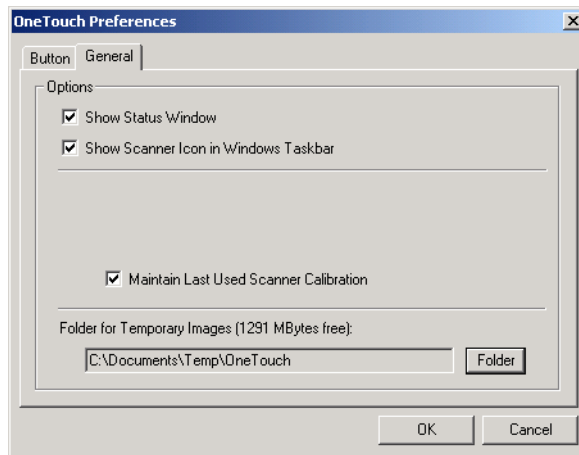 OneTouch Preferences
Button General
Options
Show Status Window
Show Scanner Icon in Windows Taskbar
Maintain Last Used Scanner Calibration
Folder for Temporary Images (1291 MBytes free):
C:\Documents\Temp\OneTouch Folder
OK Cancel